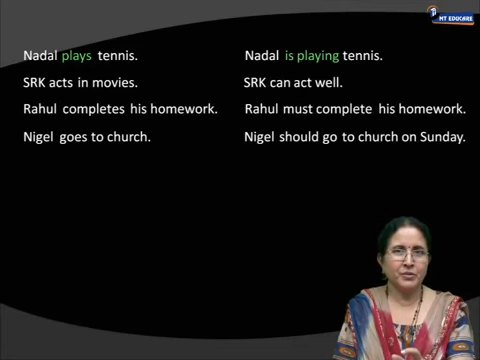 MT EDUCARE
Nadal plays tennis.
Nadal is playing tennis.
SRK acts in movies.
SRK can act well.
Rahul completes his homework.
Rahul must complete his homework.
Nigel goes to church.
Nigel should go to church on Sunday.